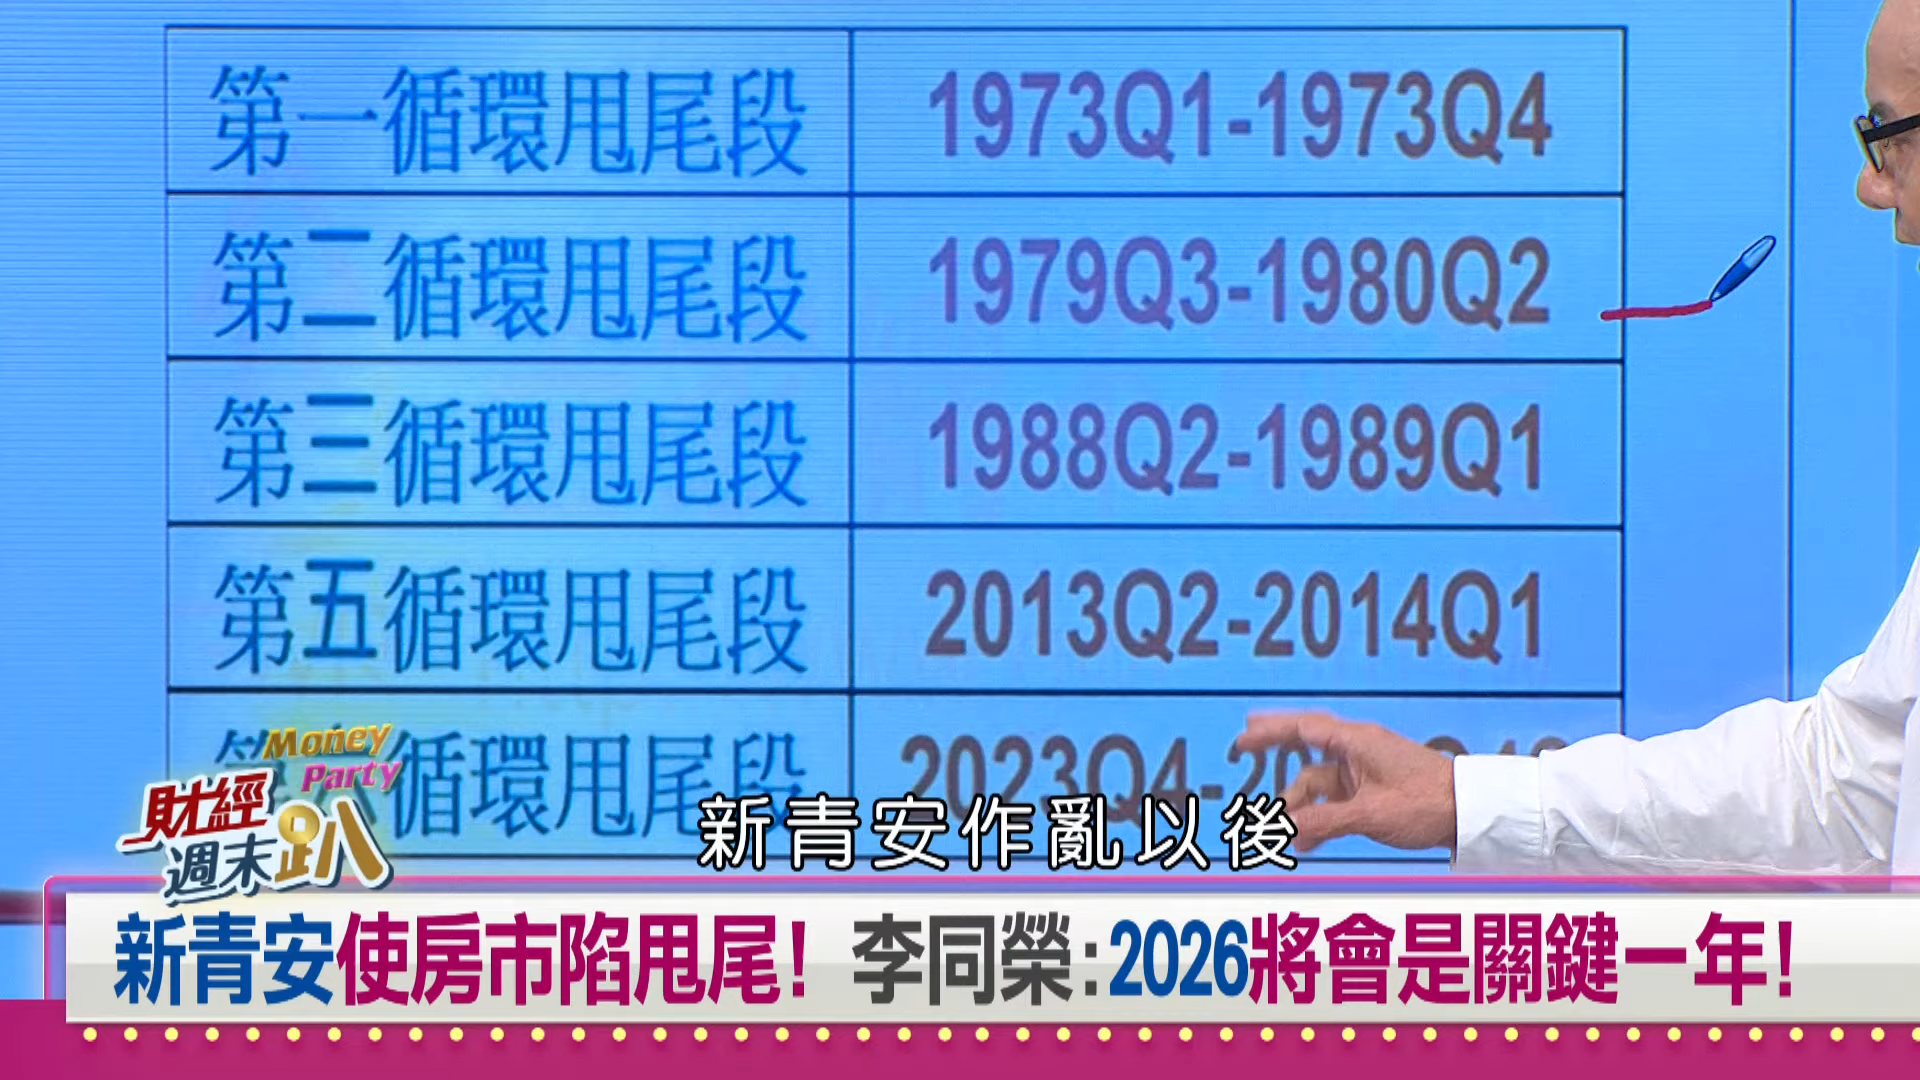 第一循環甩尾段 1973Q1-1973Q4
第二循環甩尾段 1979Q3-1980Q2
第三循環甩尾段 1988Q2-1989Q1
第五循環甩尾段 2013Q2-2014Q1
循環甩尾段 2023Q4-20
Money
Party
財經
週末趴
新青安作亂以後
新青安使房市陷甩尾! 李同榮:2026將會是關鍵一年!